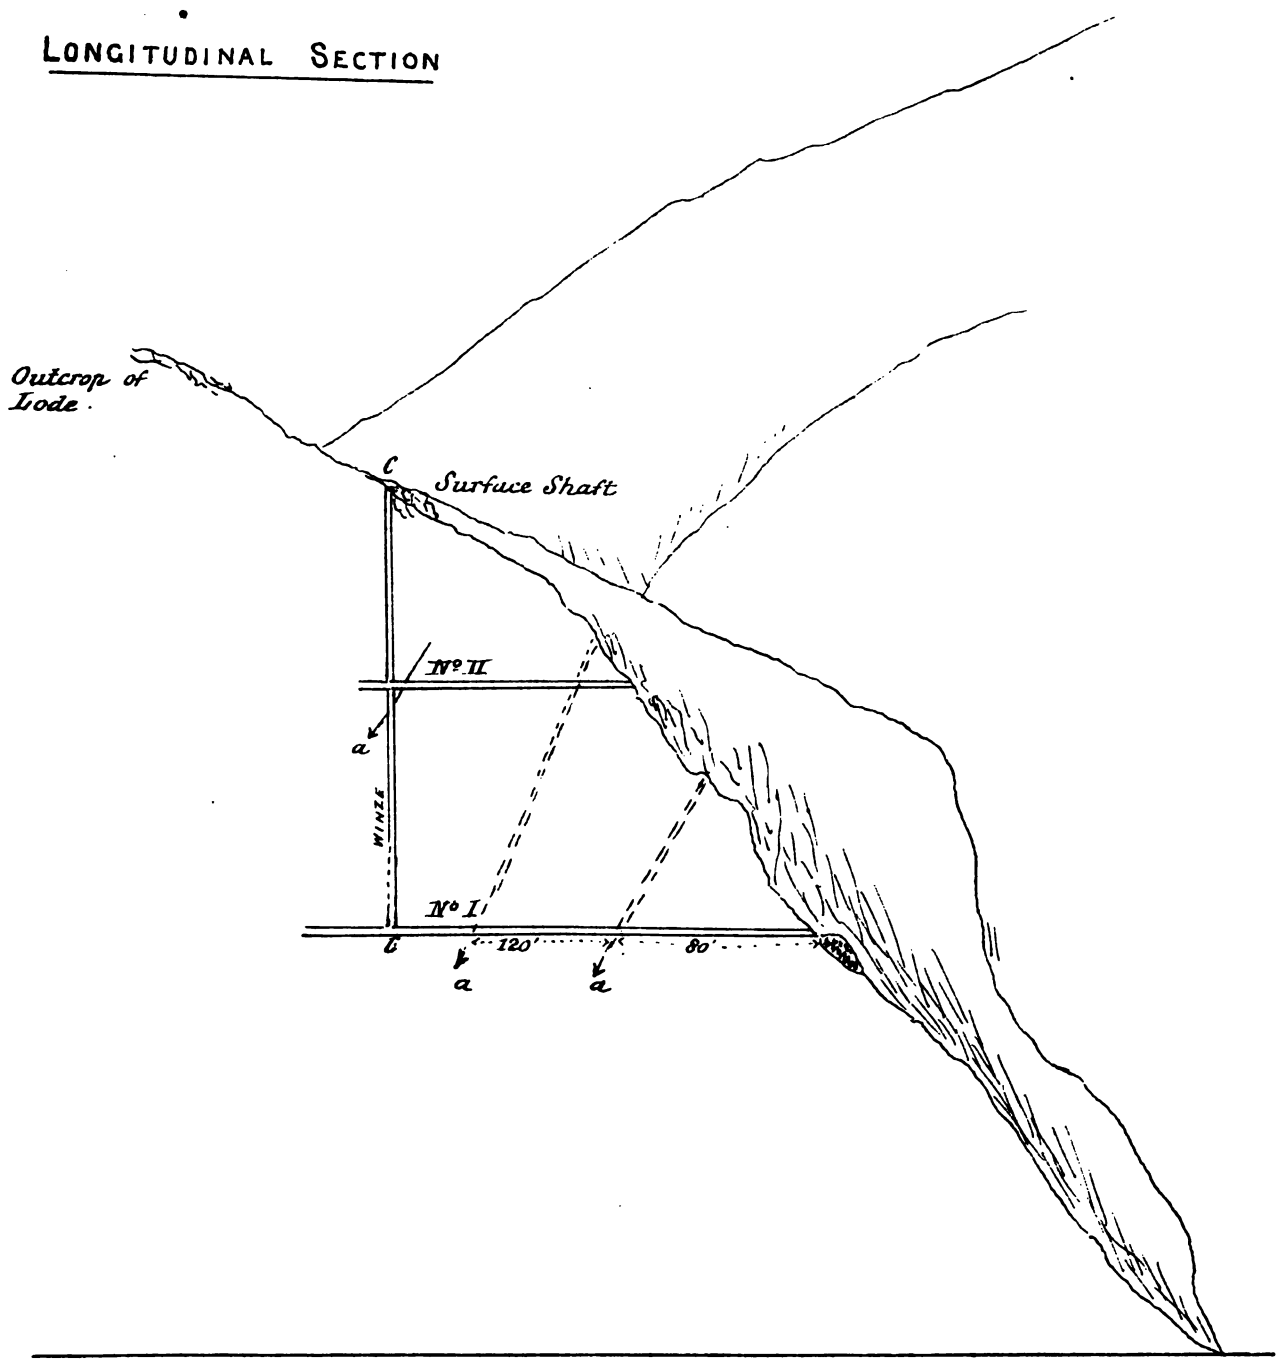 LONGITUDINAL SECTION
Outcrop of
Lode.
C
Surface Shaft
No II
a
WINZE
No I
C
120'
80'
a
a